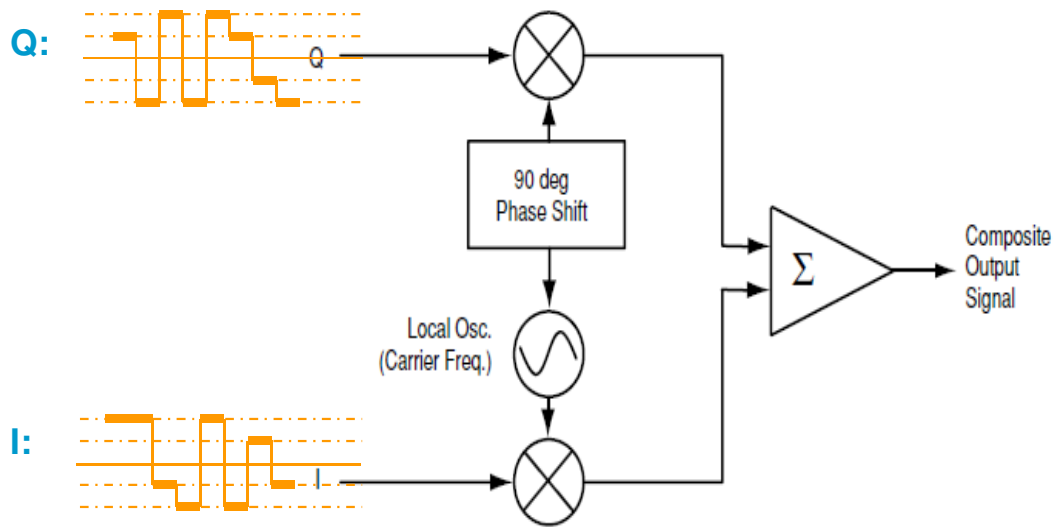 Q:
Q
90 deg
Phase Shift
Local Osc.
(Carrier Freq.)
Σ
Composite
Output
Signal
I:
I